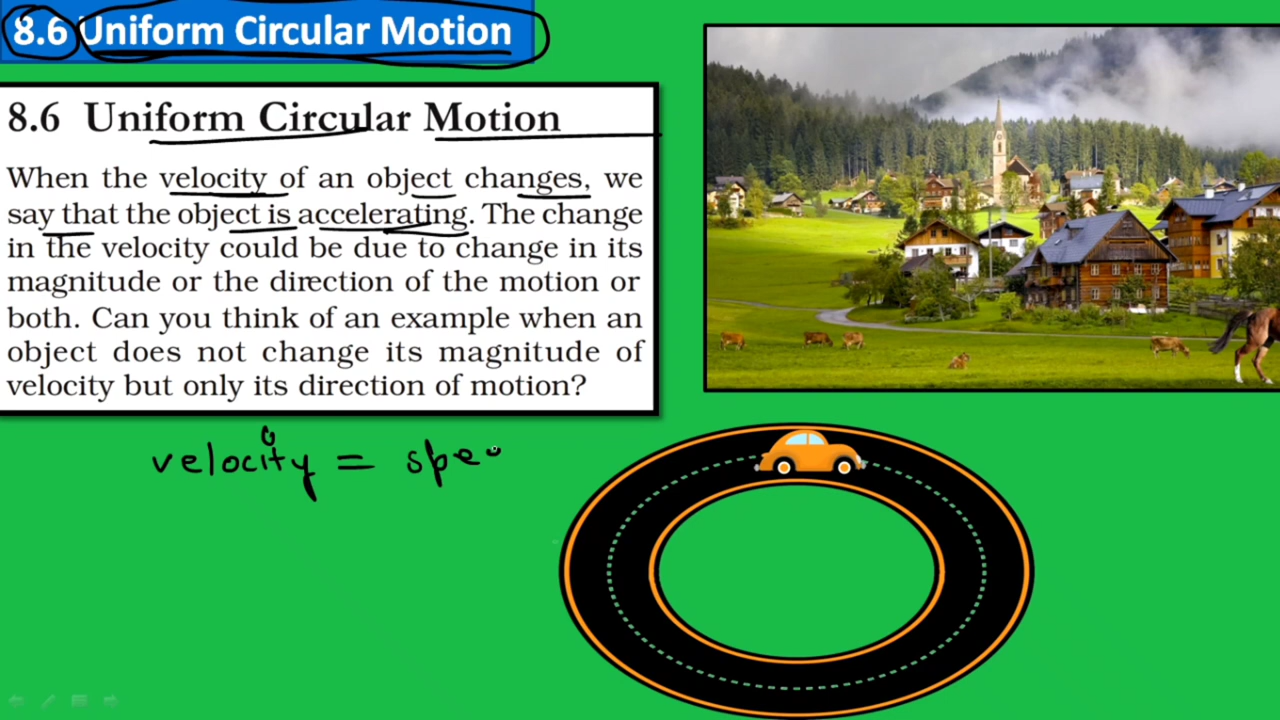 8.6 Uniform Circular Motion
8.6 Uniform Circular Motion
When the velocity of an object changes, we
say that the object is accelerating. The change
in the velocity could be due to change in its
magnitude or the direction of the motion or
both. Can you think of an example when an
object does not change its magnitude of
velocity but only its direction of motion?
velocity = spe